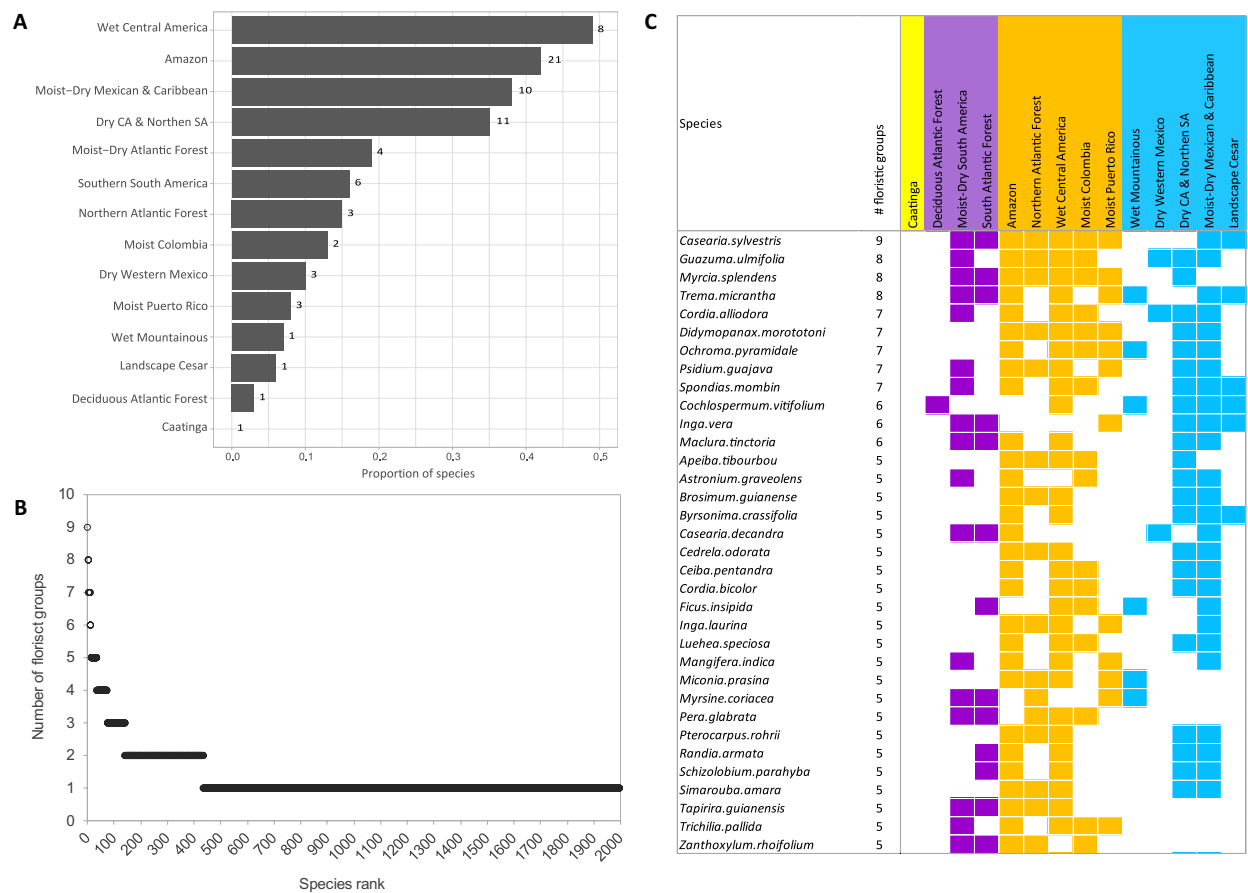 A
Wet Central America 8
Amazon 21
Moist–Dry Mexican & Caribbean 10
Dry CA & Northen SA 11
Moist–Dry Atlantic Forest 4
Southern South America 6
Northern Atlantic Forest 3
Moist Colombia 2
Dry Western Mexico 3
Moist Puerto Rico 3
Wet Mountainous 1
Landscape Cesar 1
Deciduous Atlantic Forest 1
Caatinga 1
0.0 0.1 0.2 0.3 0.4 0.5
Proportion of species
B
Number of florisct groups
10
9
8
7
6
5
4
3
2
1
0
0 100 200 300 400 500 600 700 800 900 1000 1100 1200 1300 1400 1500 1600 1700 1800 1900 2000
Species rank
C
Species
# floristic groups
Caatinga
Deciduous Atlantic Forest
Moist-Dry South America
South Atlantic Forest
Amazon
Northern Atlantic Forest
Wet Central America
Moist Colombia
Moist Puerto Rico
Wet Mountainous
Dry Western Mexico
Dry CA & Northen SA
Moist-Dry Mexican & Caribbean
Landscape Cesar
Casearia.sylvestris 9
Guazuma.ulmifolia 8
Myrcia.splendens 8
Trema.micrantha 8
Cordia.alliodora 7
Didymopanax.morototoni 7
Ochroma.pyramidale 7
Psidium.guajava 7
Spondias.mombin 7
Cochlospermum.vitifolium 6
Inga.vera 6
Maclura.tinctoria 6
Apeiba.tibourbou 5
Astronium.graveolens 5
Brosimum.guianense 5
Byrsonima.crassifolia 5
Casearia.decandra 5
Cedrela.odorata 5
Ceiba.pentandra 5
Cordia.bicolor 5
Ficus.insipida 5
Inga.laurina 5
Luehea.speciosa 5
Mangifera.indica 5
Miconia.prasina 5
Myrsine.coriacea 5
Pera.glabrata 5
Pterocarpus.rohrii 5
Randia.armata 5
Schizolobium.parahyba 5
Simarouba.amara 5
Tapirira.guianensis 5
Trichilia.pallida 5
Zanthoxylum.rhoifolium 5